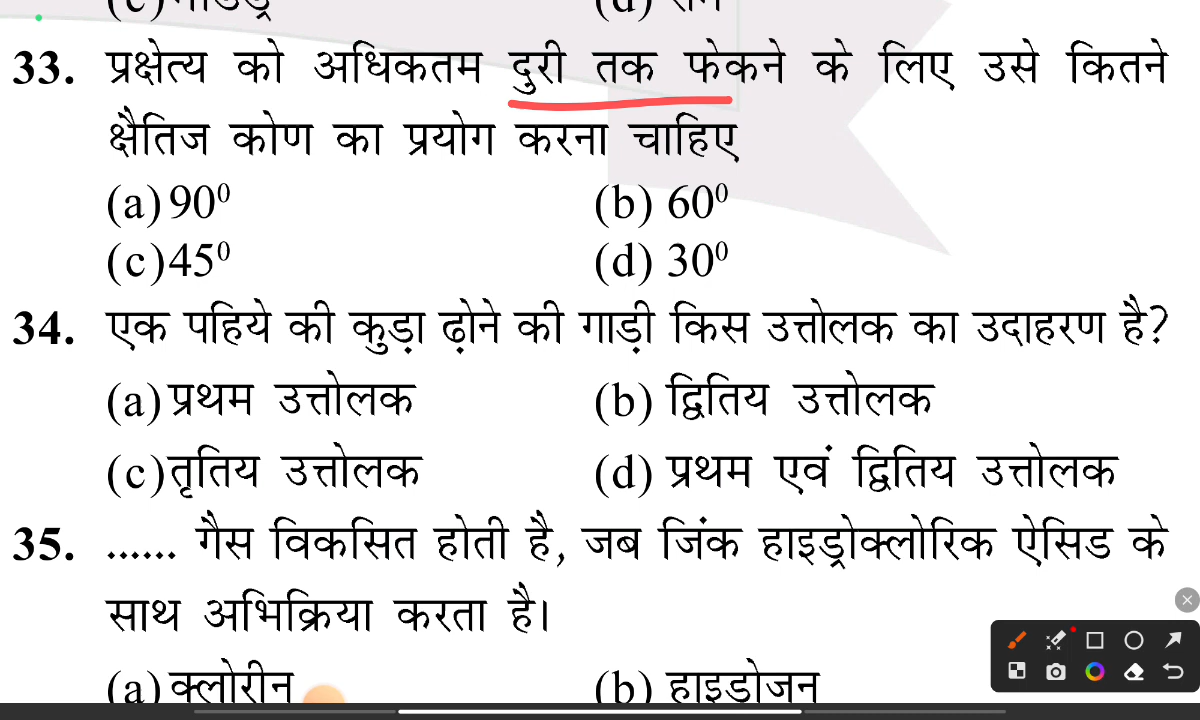 33. प्रक्षेत्य को अधिकतम दुरी तक फेकने के लिए उसे कितने
क्षैतिज कोण का प्रयोग करना चाहिए
(a) 90⁰ (b) 60⁰
(c) 45⁰ (d) 30⁰
34. एक पहिये की कुड़ा ढ़ोने की गाड़ी किस उत्तोलक का उदाहरण है?
(a) प्रथम उत्तोलक (b) द्वितिय उत्तोलक
(c) तृतिय उत्तोलक (d) प्रथम एवं द्वितिय उत्तोलक
35. ...... गैस विकसित होती है, जब जिंक हाइड्रोक्लोरिक ऐसिड के
साथ अभिक्रिया करता है।
(a) क्लोरीन (b) हाइडोजन